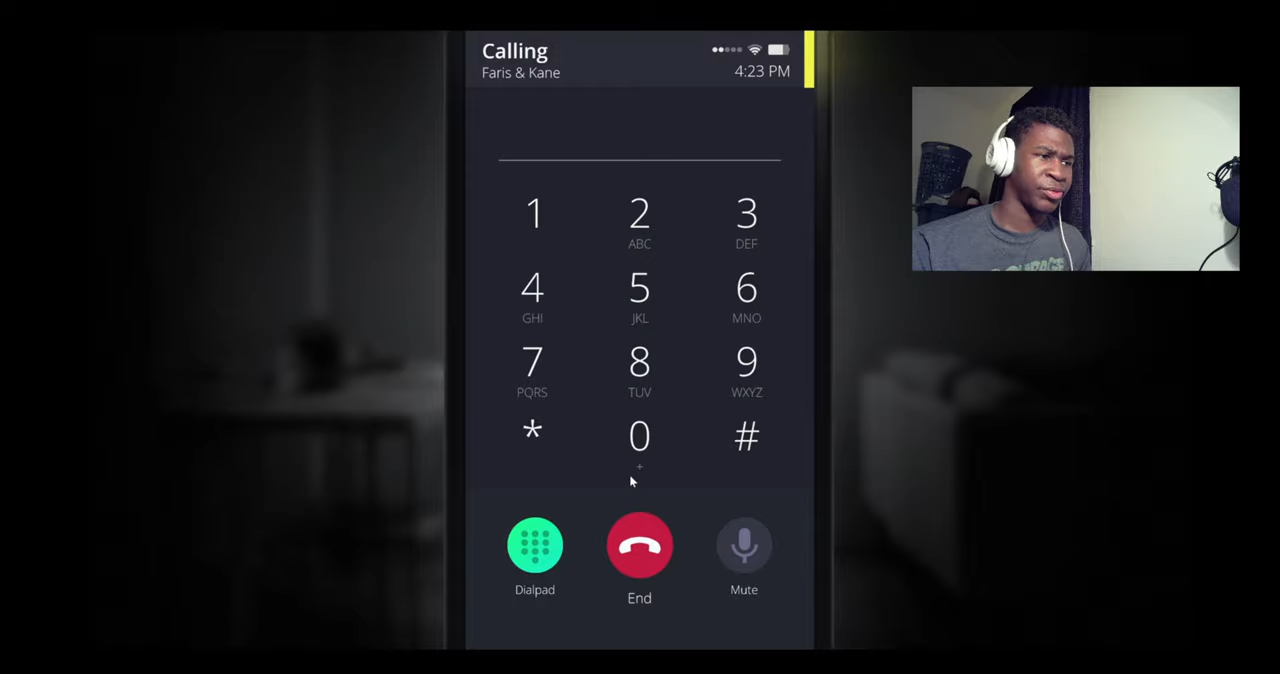 Calling
Faris & Kane
4:23 PM
1
2
ABC
3
DEF
4
GHI
5
JKL
6
MNO
7
PQRS
8
TUV
9
WXYZ
*
0
+
#
Dialpad
End
Mute